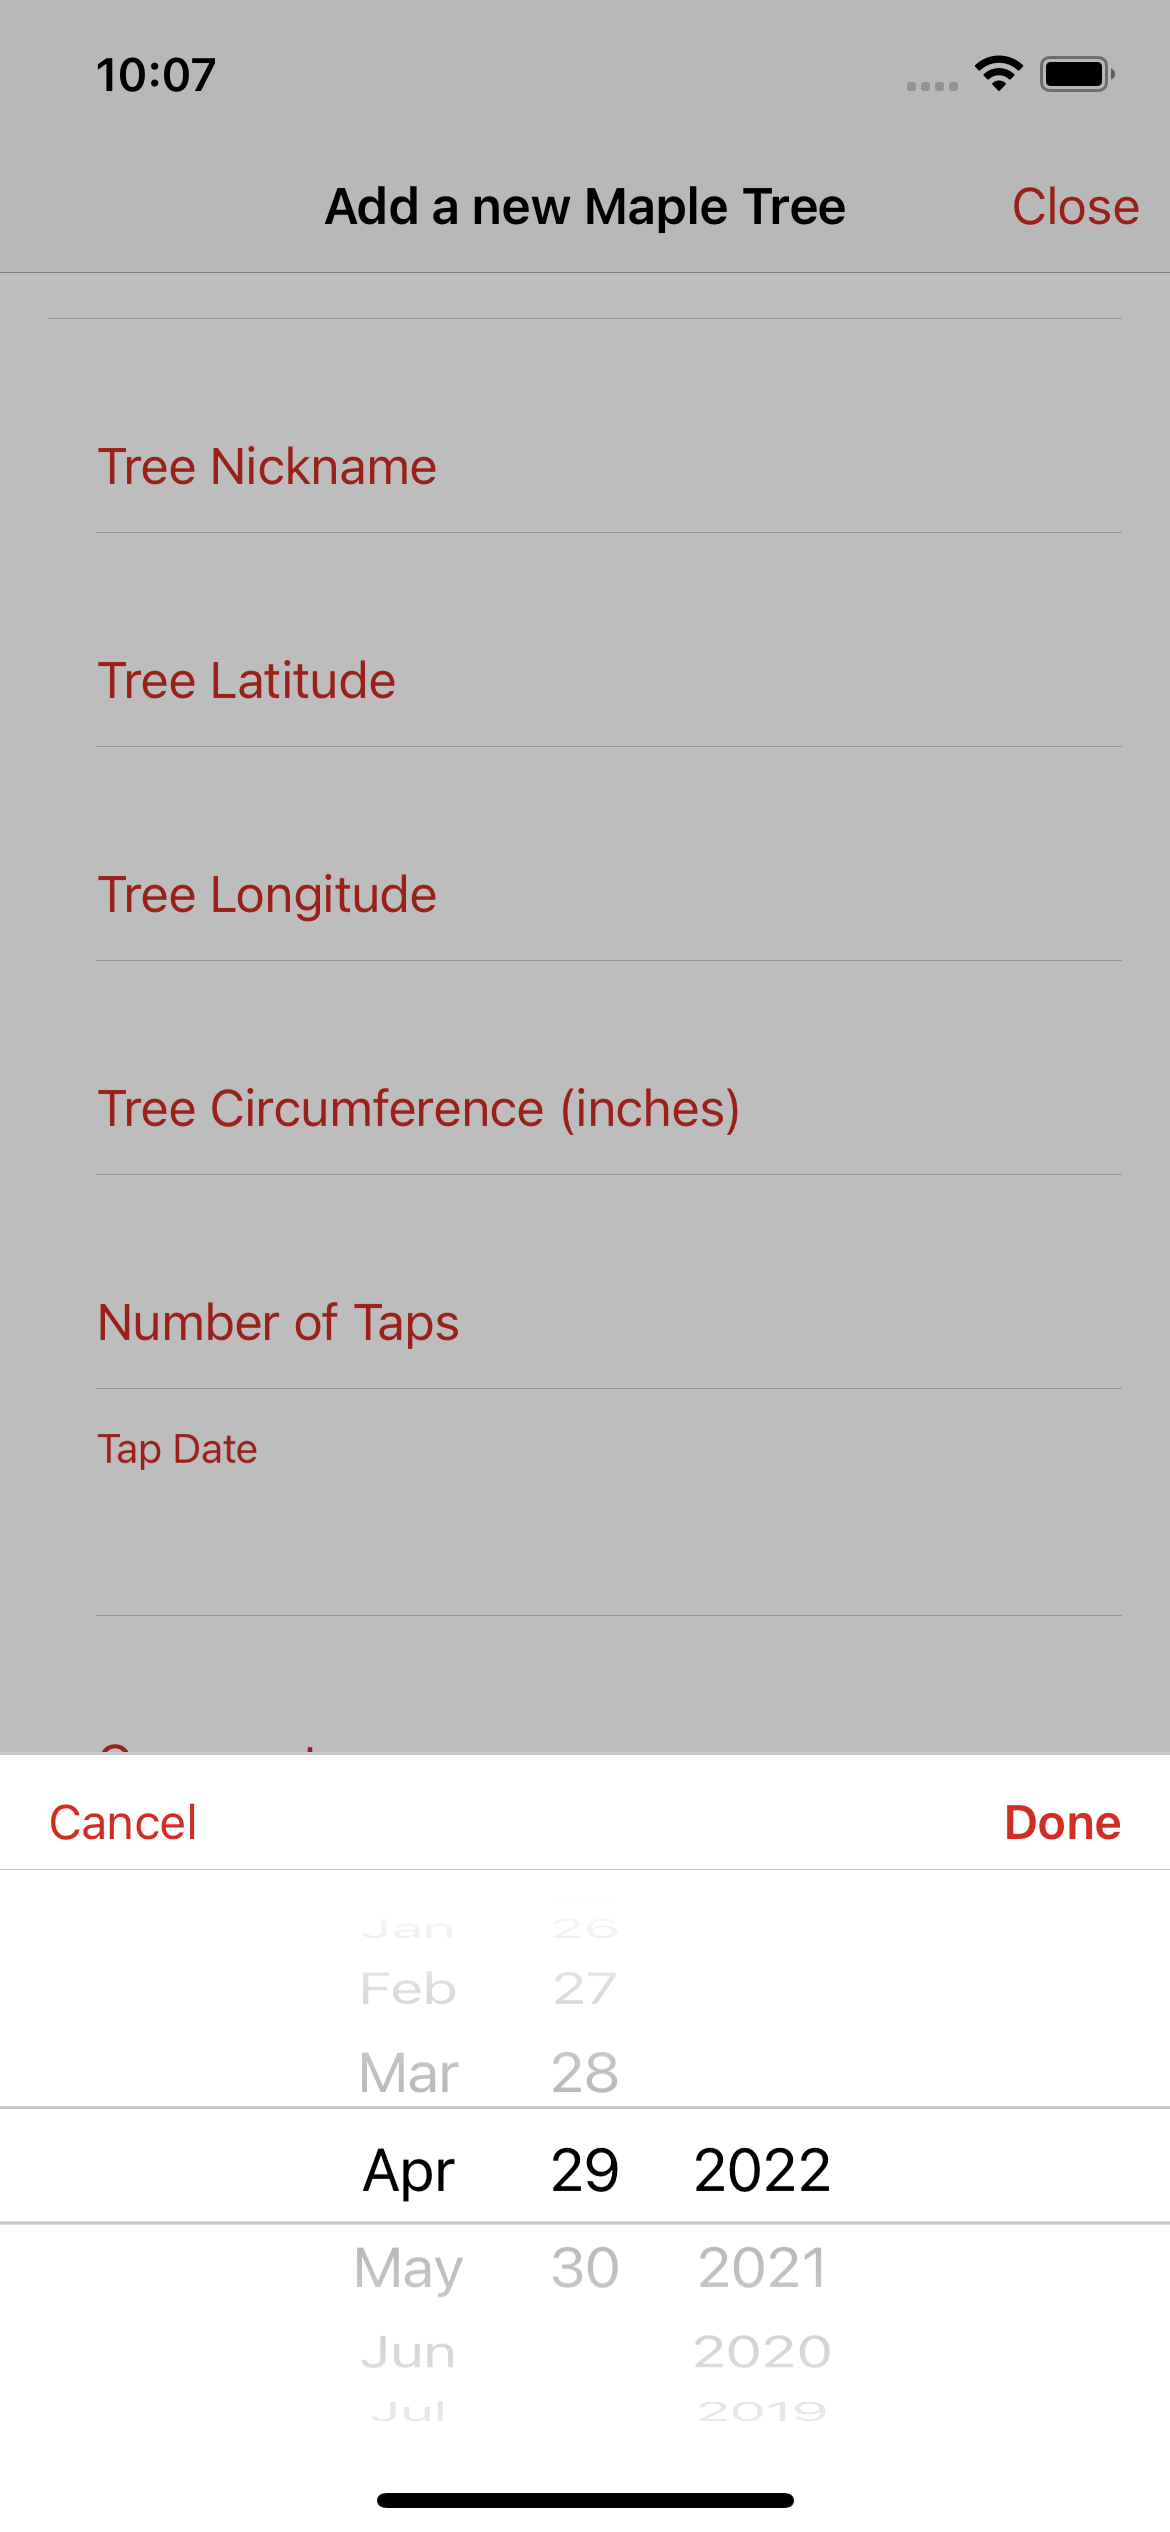 10:07
Add a new Maple Tree
Close
Tree Nickname
Tree Latitude
Tree Longitude
Tree Circumference (inches)
Number of Taps
Tap Date
Cancel
Done
Jan 26
Feb 27
Mar 28
Apr 29 2022
May 30 2021
Jun 2020
Jul 2019